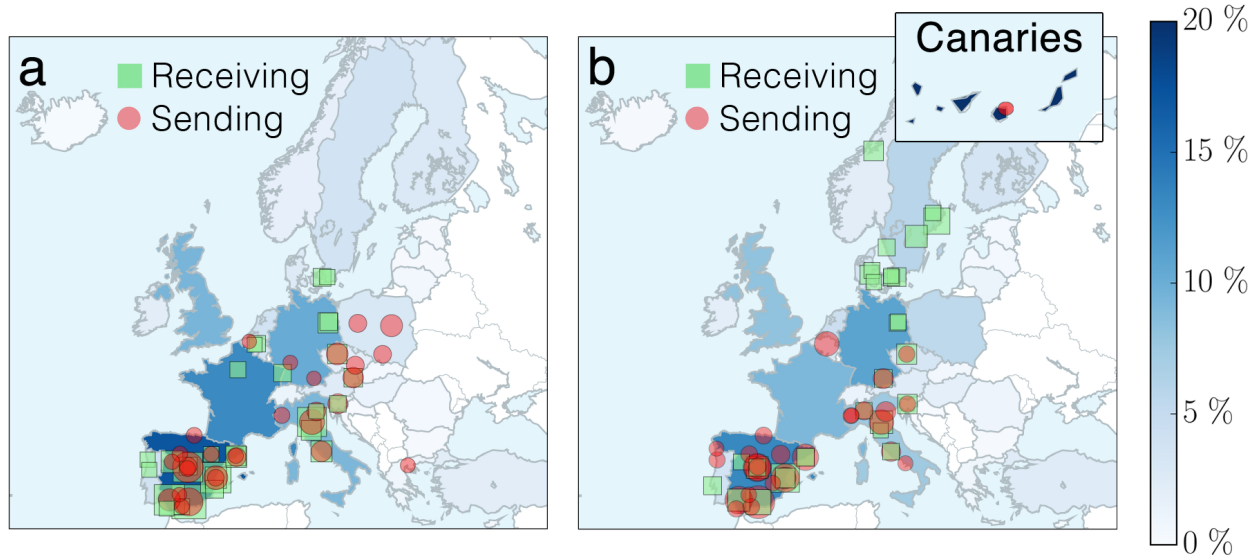 a
Receiving
Sending
b
Receiving
Sending
Canaries
20 %
15 %
10 %
5 %
0 %